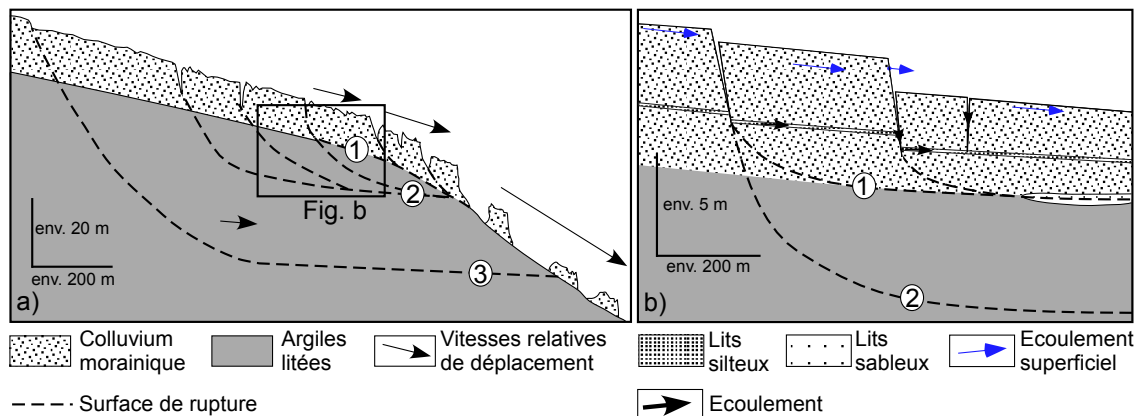 1
2
Fig. b
3
env. 20 m
env. 200 m
a)
1
env. 5 m
env. 200 m
2
b)
Colluvium
morainique
Argiles
litées
Vitesses relatives
de déplacement
Lits
silteux
Lits
sableux
Ecoulement
superficiel
Surface de rupture
Ecoulement